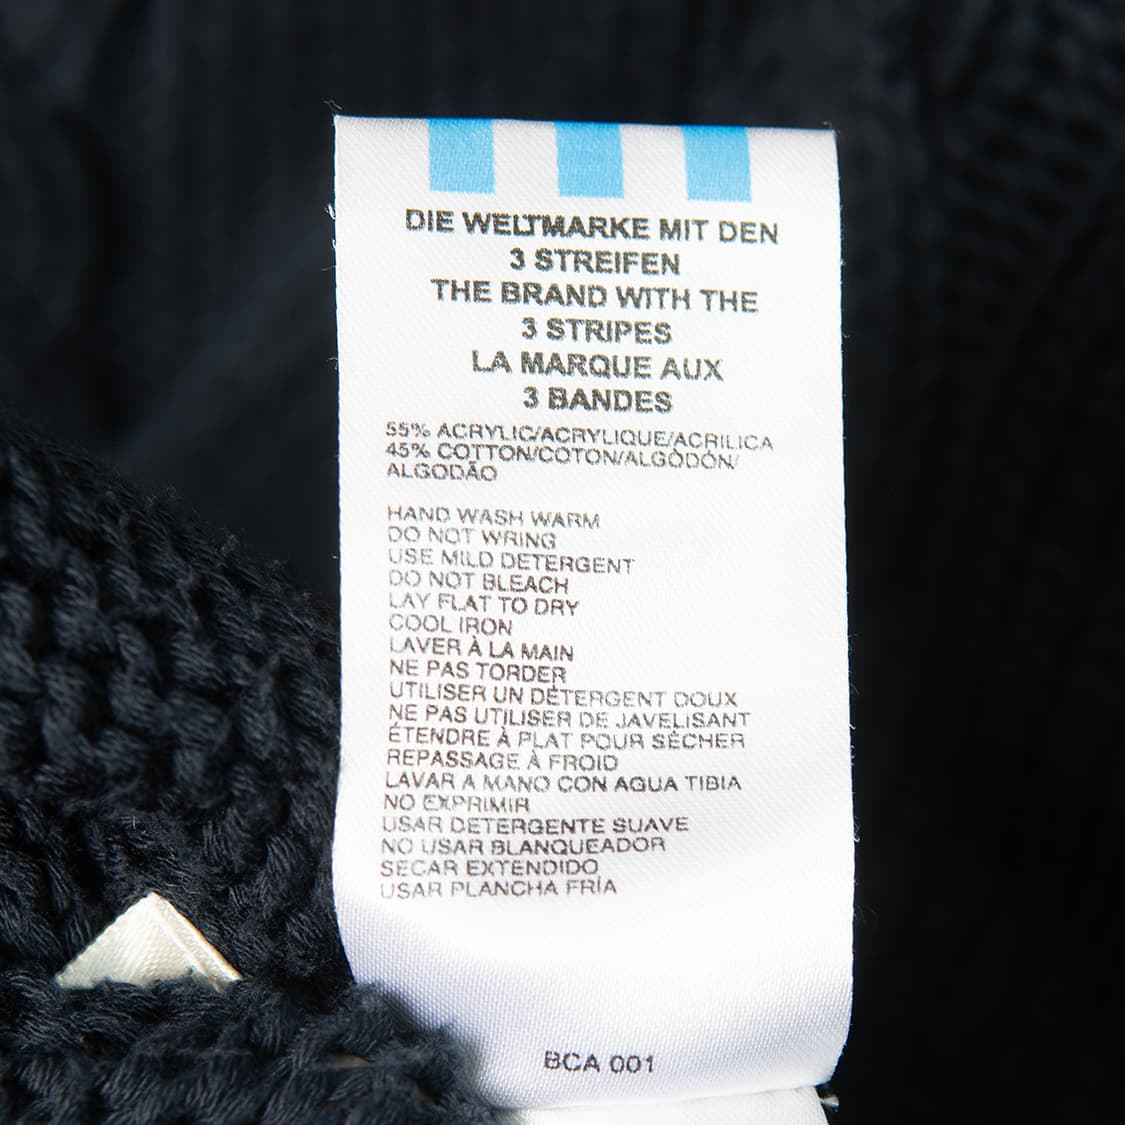 DIE WELTMARKE MIT DEN
3 STREIFEN
THE BRAND WITH THE
3 STRIPES
LA MARQUE AUX
3 BANDES
55% ACRYLIC/ACRYLIQUE/ACRILICA
45% COTTON/COTON/ALGÓDÓN/
ALGODÃO
HAND WASH WARM
DO NOT WRING
USE MILD DETERGENT
DO NOT BLEACH
LAY FLAT TO DRY
COOL IRON
LAVER À LA MAIN
NE PAS TORDER
UTILISER UN DÉTERGENT DOUX
NE PAS UTILISER DE JAVELISANT
ÉTENDRE À PLAT POUR SÉCHER
REPASSAGE À FROID
LAVAR A MANO CON AGUA TIBIA
NO EXPRIMIR
USAR DETERGENTE SUAVE
NO USAR BLANQUEADOR
SECAR EXTENDIDO
USAR PLANCHA FRÍA
BCA 001